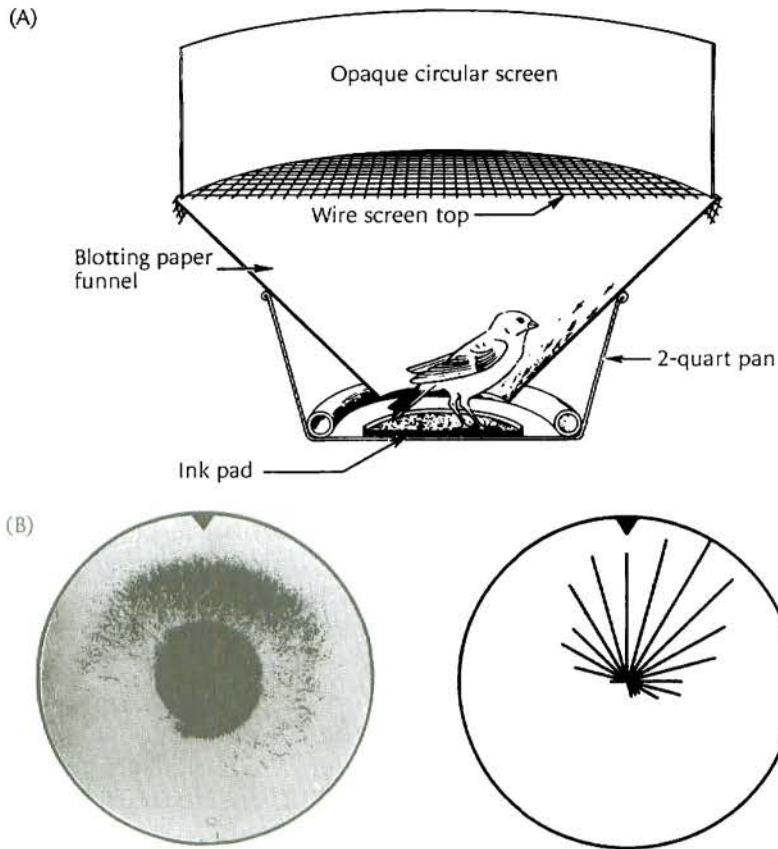 (A)
Opaque circular screen
Wire screen top
Blotting paper
funnel
2-quart pan
Ink pad
(B)